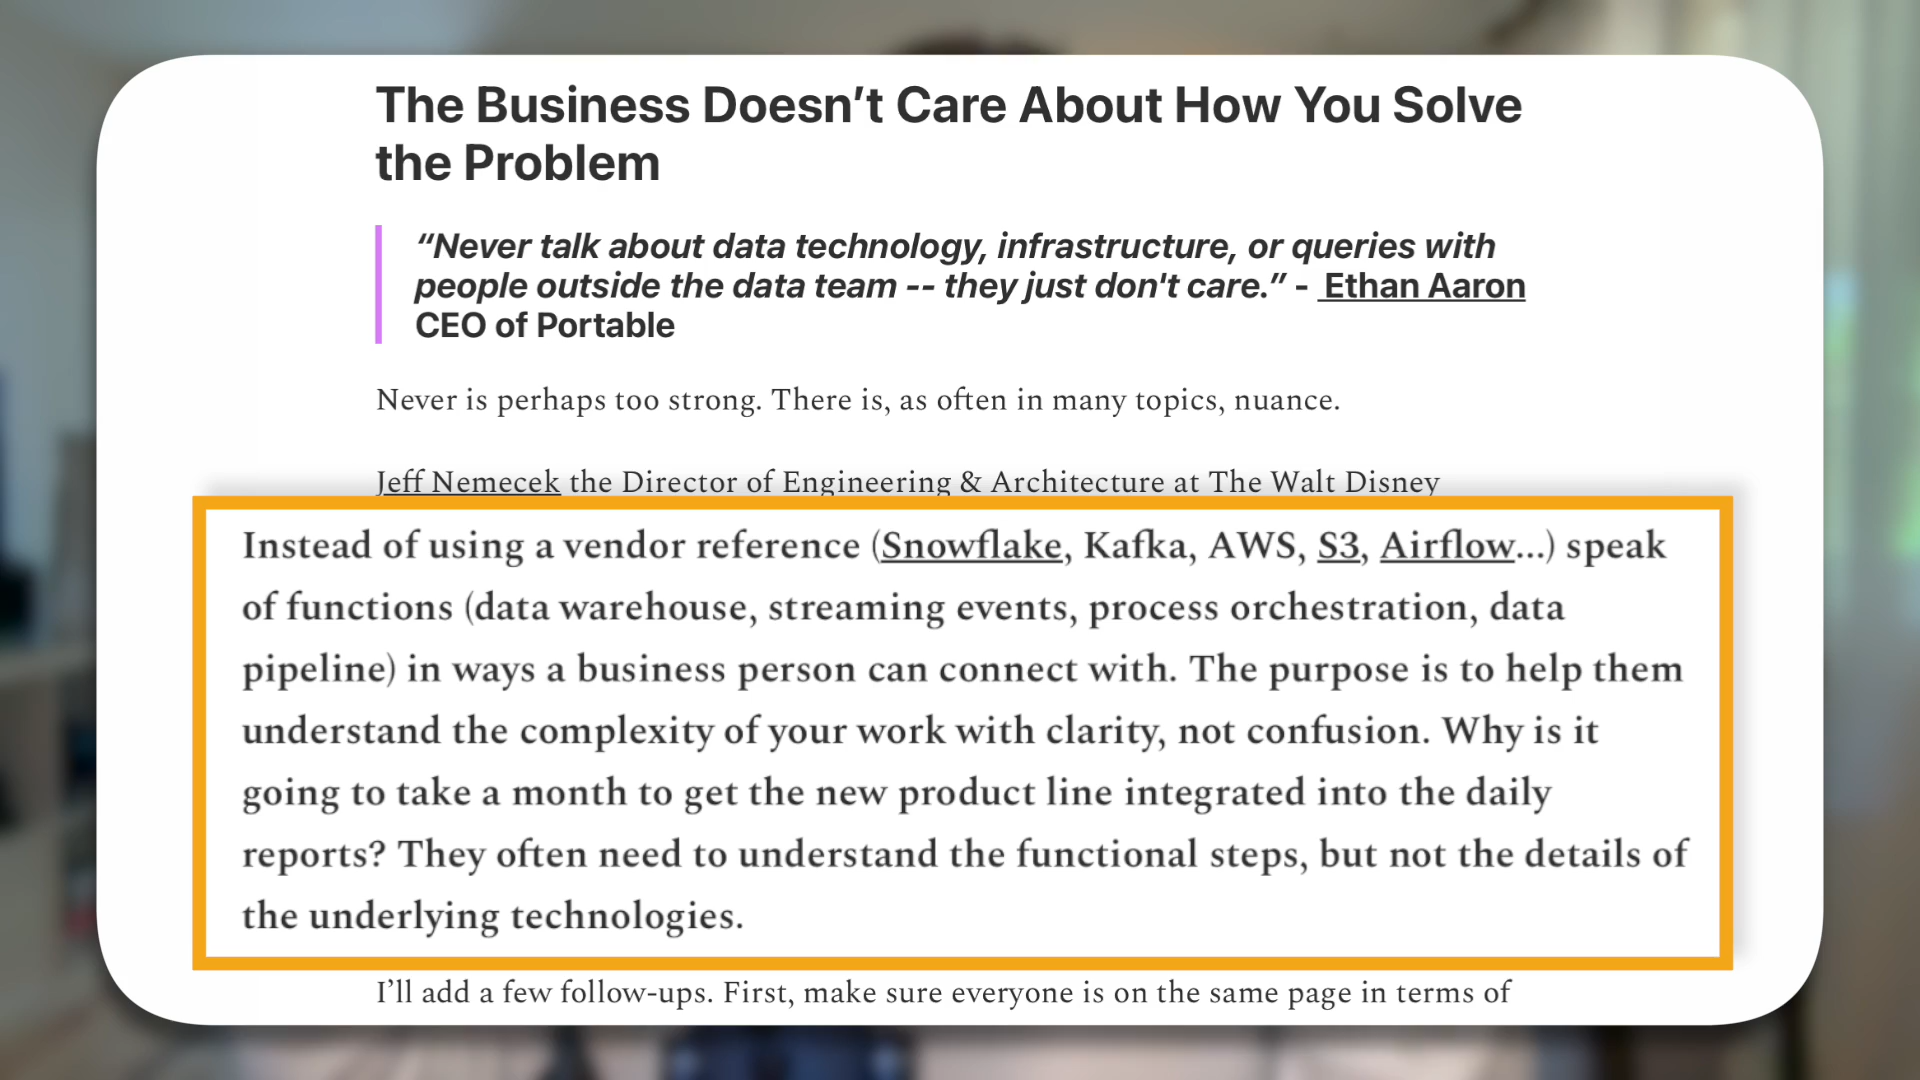 The Business Doesn't Care About How You Solve
the Problem
“Never talk about data technology, infrastructure, or queries with
people outside the data team -- they just don't care.” - Ethan Aaron
CEO of Portable
Never is perhaps too strong. There is, as often in many topics, nuance.
Jeff Nemecek the Director of Engineering & Architecture at The Walt Disney
Instead of using a vendor reference (Snowflake, Kafka, AWS, S3, Airflow...) speak
of functions (data warehouse, streaming events, process orchestration, data
pipeline) in ways a business person can connect with. The purpose is to help them
understand the complexity of your work with clarity, not confusion. Why is it
going to take a month to get the new product line integrated into the daily
reports? They often need to understand the functional steps, but not the details of
the underlying technologies.
I’ll add a few follow-ups. First, make sure everyone is on the same page in terms of